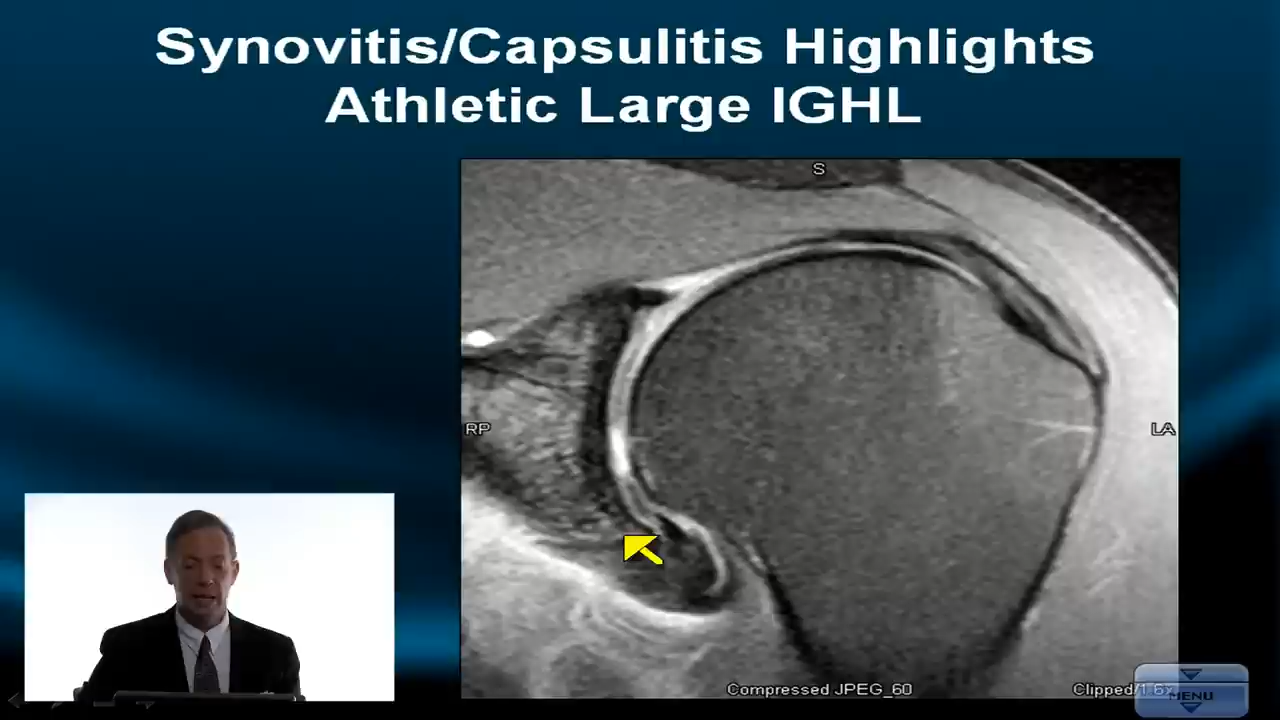 Synovitis/Capsulitis Highlights
Athletic Large IGHL
S
RP
LA
Compressed JPEG_60
Clipped/1.6x
MENU